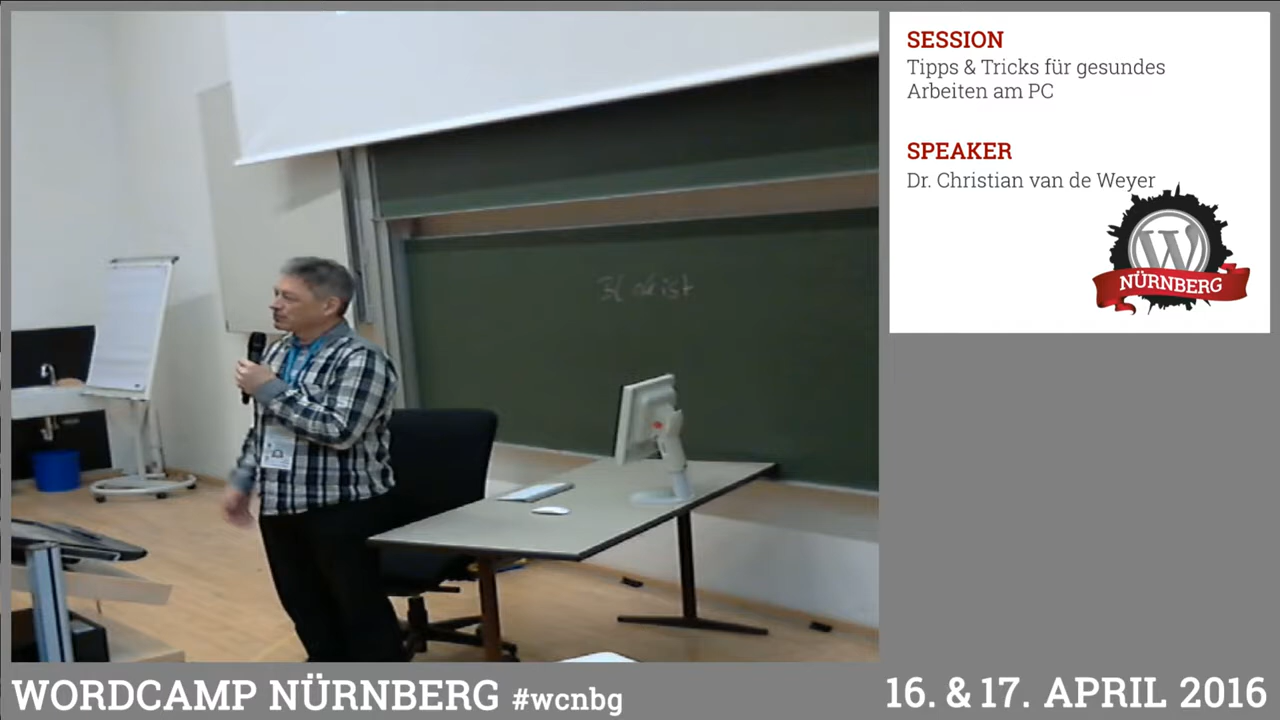 SESSION
Tipps & Tricks für gesundes
Arbeiten am PC
SPEAKER
Dr. Christian van de Weyer
W
NÜRNBERG
WORDCAMP NÜRNBERG #wcnbg
16. & 17. APRIL 2016